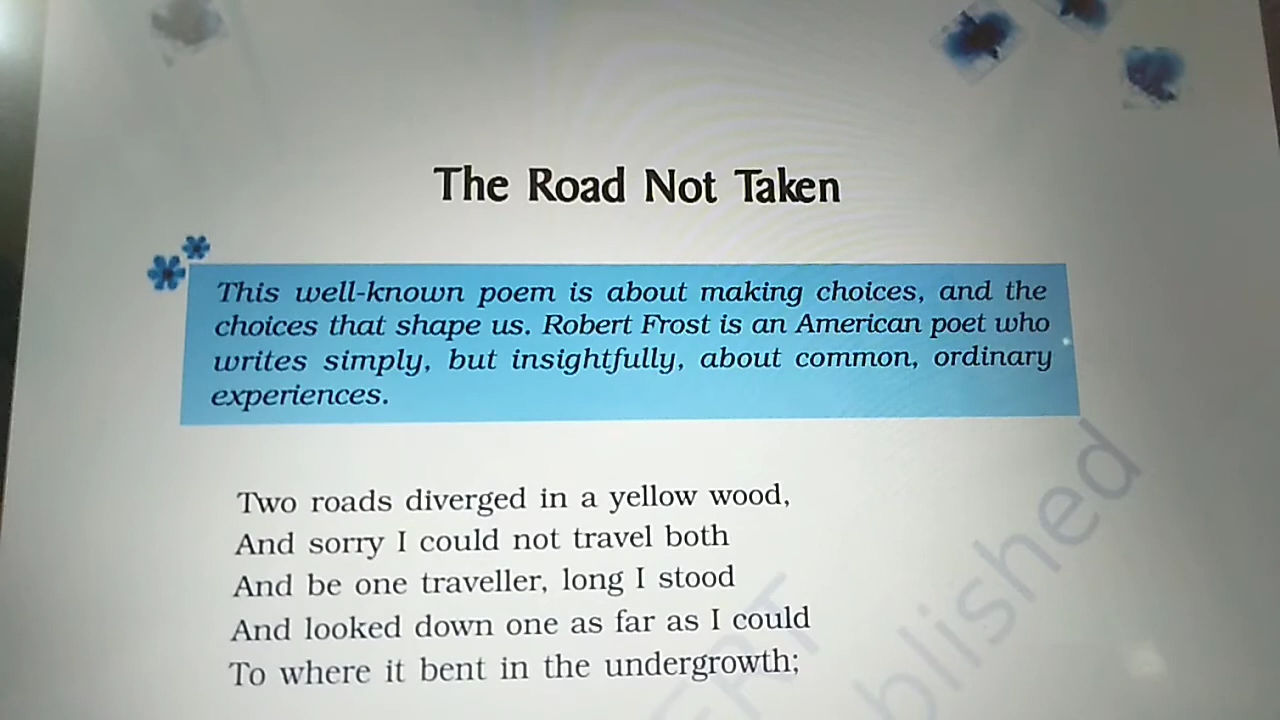 The Road Not Taken
This well-known poem is about making choices, and the
choices that shape us. Robert Frost is an American poet who
writes simply, but insightfully, about common, ordinary
experiences.
Two roads diverged in a yellow wood,
And sorry I could not travel both
And be one traveller, long I stood
And looked down one as far as I could
To where it bent in the undergrowth;